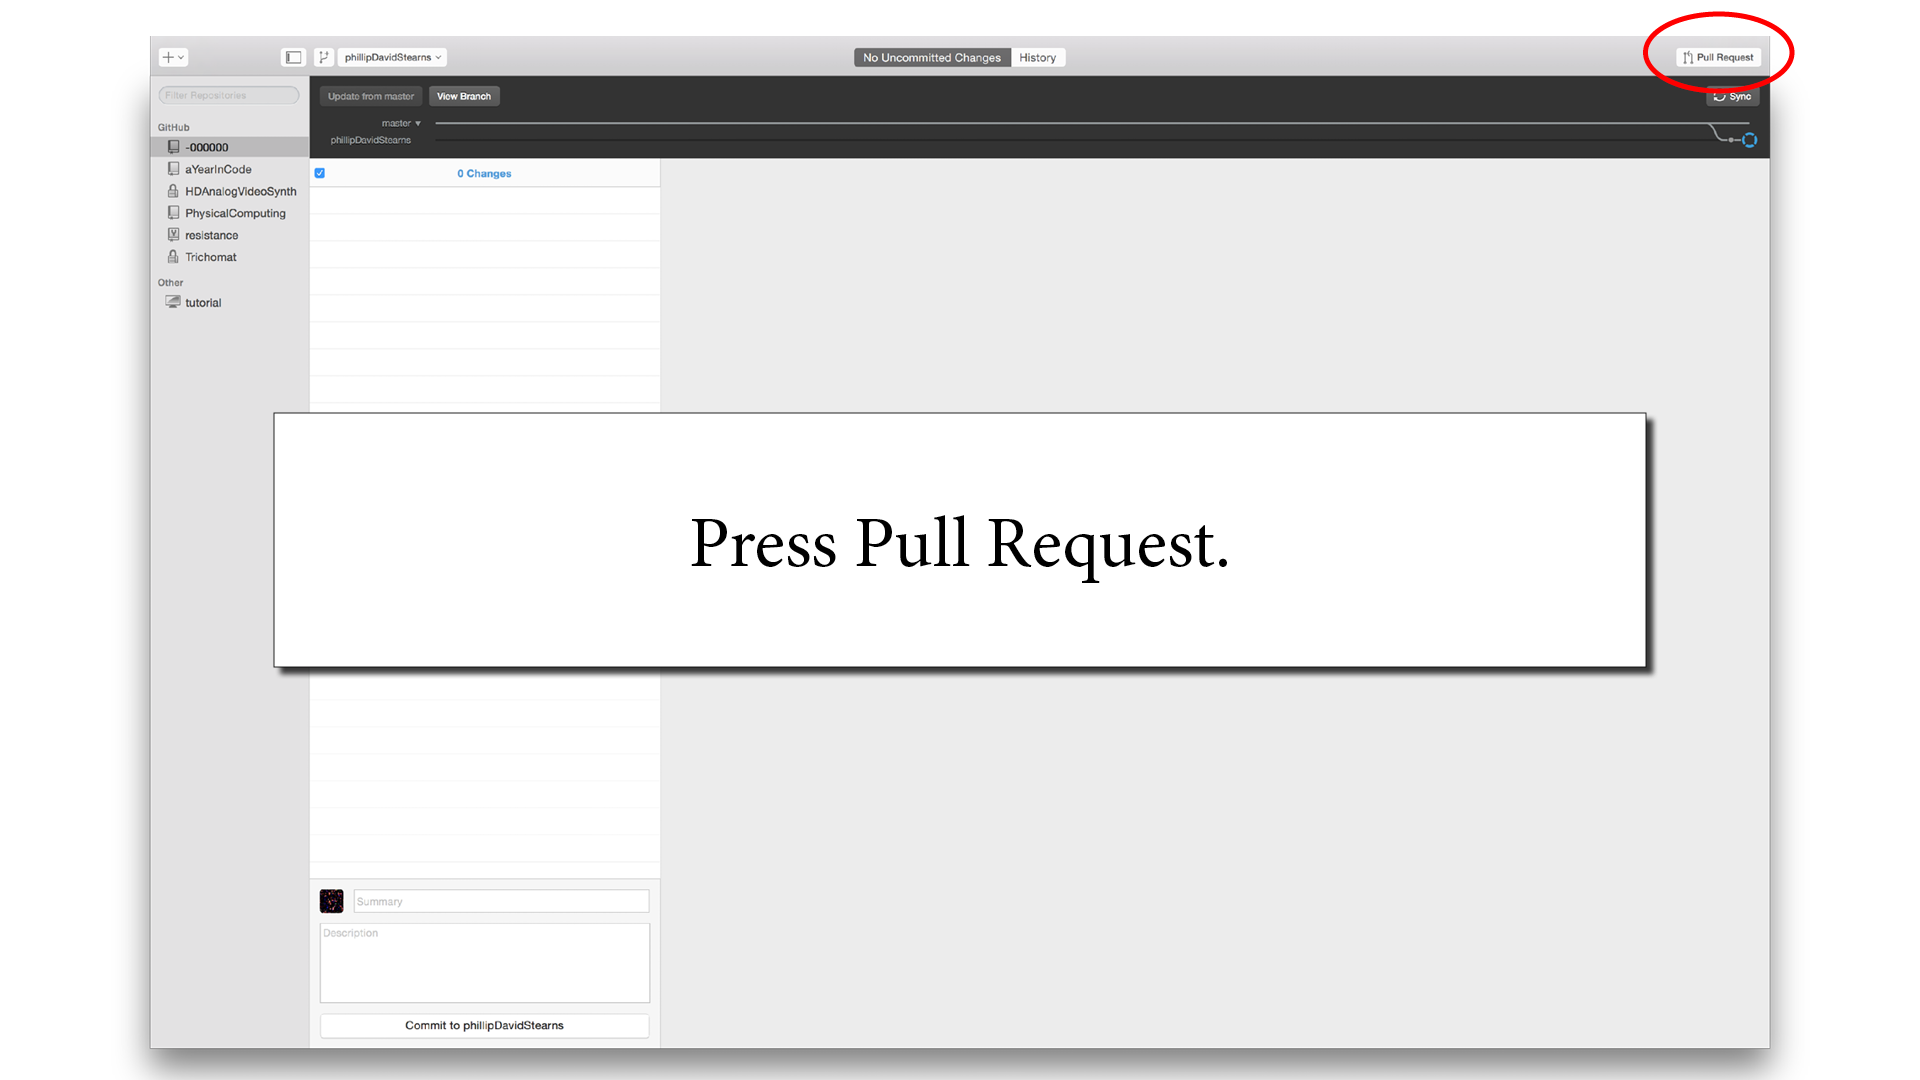 phillipDavidStearns
No Uncommitted Changes
History
Pull Request
Filter Repositories
Update from master
View Branch
Sync
master
phillipDavidStearns
GitHub
-000000
aYearInCode
HDAnalogVideoSynth
PhysicalComputing
resistance
Trichomat
Other
tutorial
0 Changes
Press Pull Request.
Summary
Description
Commit to phillipDavidStearns